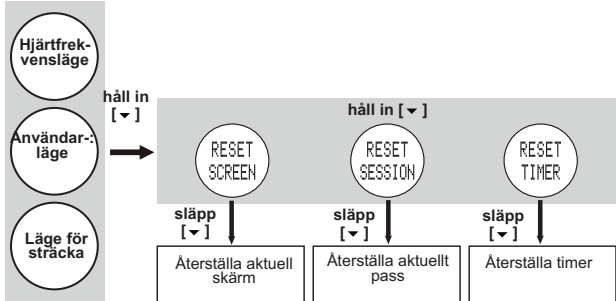 Hjärtfrek-
vensläge
håll in
[ ▾ ]
Användar-:
läge
Läge för
sträcka
håll in [ ▾ ]
RESET
SCREEN
RESET
SESSION
RESET
TIMER
släpp
[ ▾ ]
släpp
[ ▾ ]
släpp
[ ▾ ]
Återställa aktuell
skärm
Återställa aktuellt
pass
Återställa timer